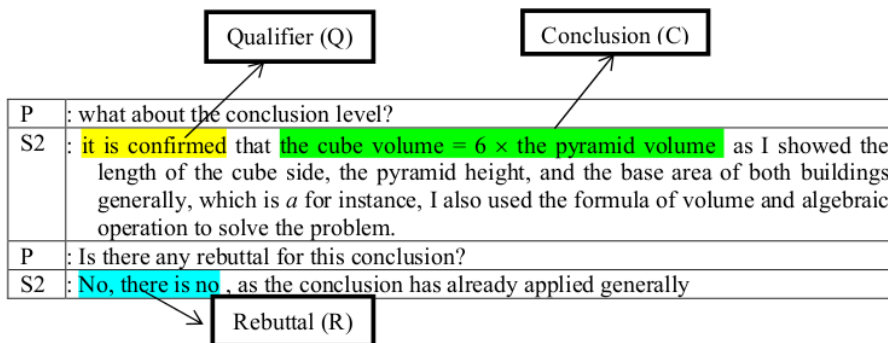 Qualifier (Q)
Conclusion (C)
P : what about the conclusion level?
S2 : it is confirmed that the cube volume = 6 × the pyramid volume as I showed the
length of the cube side, the pyramid height, and the base area of both buildings
generally, which is a for instance, I also used the formula of volume and algebraic
operation to solve the problem.
P : Is there any rebuttal for this conclusion?
S2 : No, there is no , as the conclusion has already applied generally
Rebuttal (R)